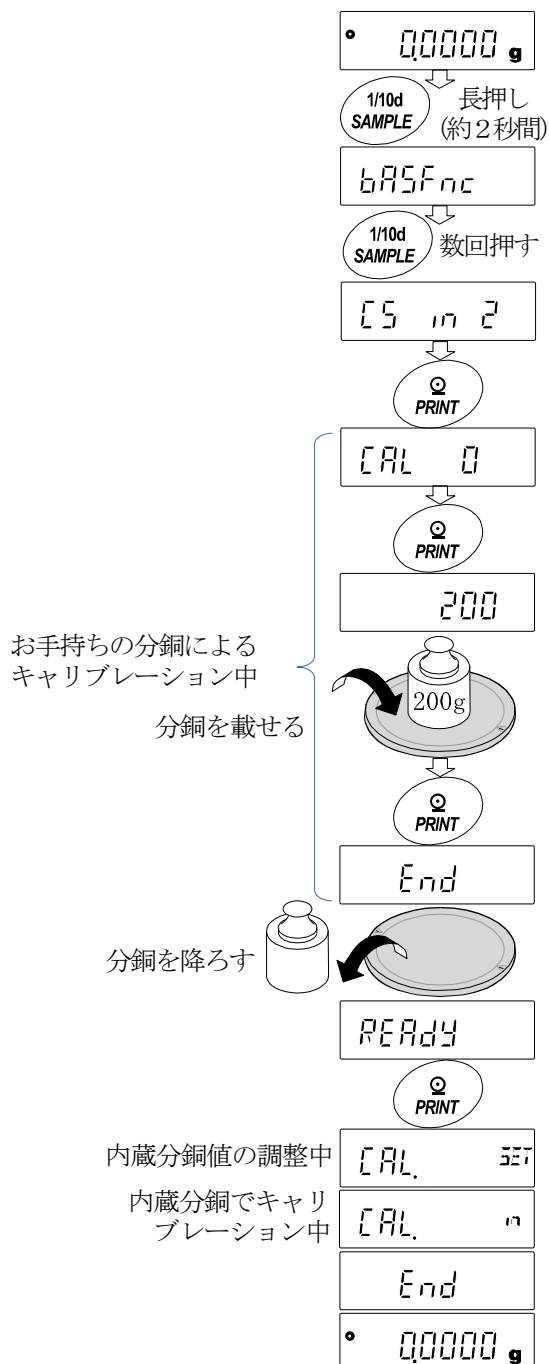 0.0000 g
1/10d
SAMPLE
長押し
(約2秒間)
bASFnc
1/10d
SAMPLE
数回押す
CS in 2
PRINT
CAL 0
PRINT
200
お手持ちの分銅による
キャリブレーション中
200g
分銅を載せる
PRINT
End
分銅を降ろす
REAdy
PRINT
内蔵分銅値の調整中
CAL. SET
内蔵分銅でキャリ
ブレーション中
CAL. in
End
0.0000 g